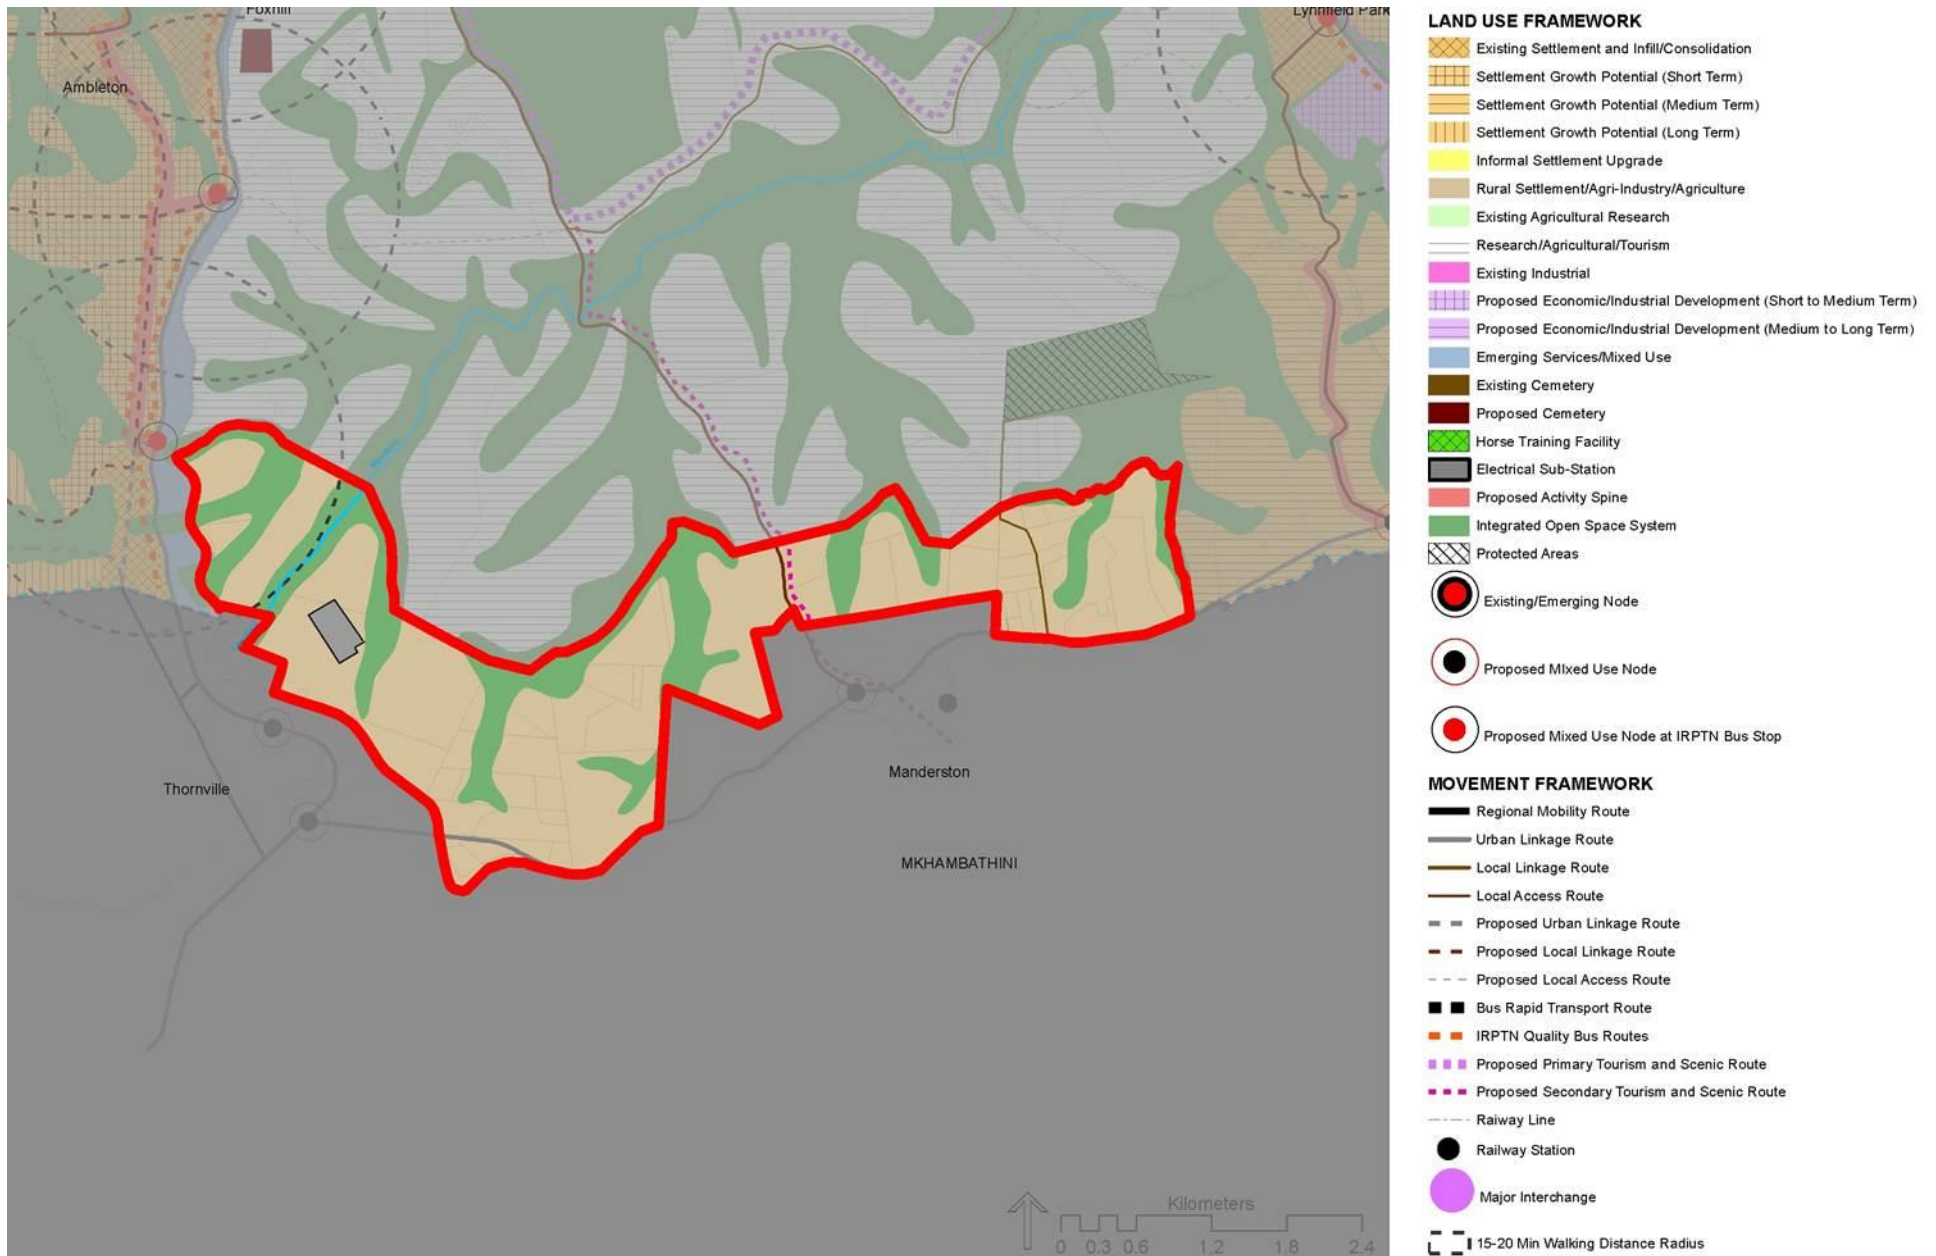 Foxhill
Lynnfield Park
Ambleton
Thornville
Manderston
MKHAMBATHINI
Kilometers
0 0.3 0.6 1.2 1.8 2.4
LAND USE FRAMEWORK
Existing Settlement and Infill/Consolidation
Settlement Growth Potential (Short Term)
Settlement Growth Potential (Medium Term)
Settlement Growth Potential (Long Term)
Informal Settlement Upgrade
Rural Settlement/Agri-Industry/Agriculture
Existing Agricultural Research
Research/Agricultural/Tourism
Existing Industrial
Proposed Economic/Industrial Development (Short to Medium Term)
Proposed Economic/Industrial Development (Medium to Long Term)
Emerging Services/Mixed Use
Existing Cemetery
Proposed Cemetery
Horse Training Facility
Electrical Sub-Station
Proposed Activity Spine
Integrated Open Space System
Protected Areas
Existing/Emerging Node
Proposed MIxed Use Node
Proposed Mixed Use Node at IRPTN Bus Stop
MOVEMENT FRAMEWORK
Regional Mobility Route
Urban Linkage Route
Local Linkage Route
Local Access Route
Proposed Urban Linkage Route
Proposed Local Linkage Route
Proposed Local Access Route
Bus Rapid Transport Route
IRPTN Quality Bus Routes
Proposed Primary Tourism and Scenic Route
Proposed Secondary Tourism and Scenic Route
Raiway Line
Railway Station
Major Interchange
15-20 Min Walking Distance Radius